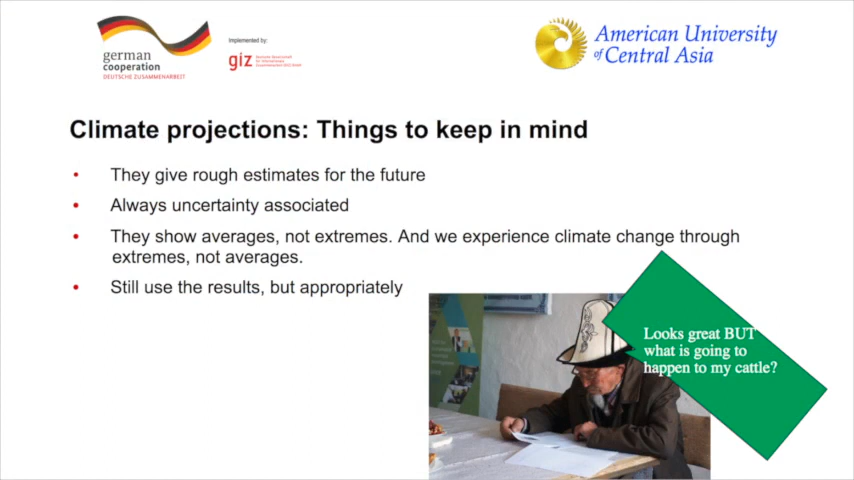 german
cooperation
DEUTSCHE ZUSAMMENARBEIT
Implemented by:
giz
American University
of Central Asia
Climate projections: Things to keep in mind
• They give rough estimates for the future
• Always uncertainty associated
• They show averages, not extremes. And we experience climate change through
extremes, not averages.
• Still use the results, but appropriately
Looks great BUT
what is going to
happen to my cattle?